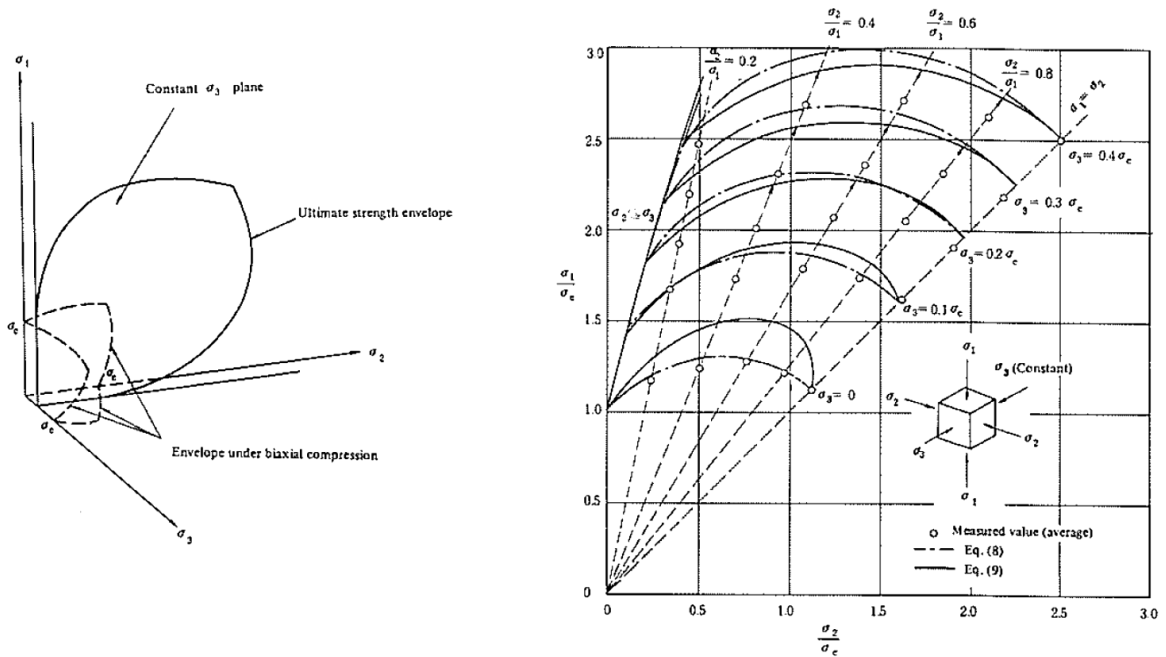 σ1
Constant σ3 plane
Ultimate strength envelope
σc
σ2
σc
σc
Envelope under biaxial compression
σ3
σ2/σ1 = 0.4
σ2/σ1 = 0.6
σ2/σ1 = 0.2
σ2/σ1 = 0.8
σ1 = σ2
3.0
2.5
2.0
1.5
1.0
0.5
0
σ1/σc
σ3 = 0.4 σc
σ3 = 0.3 σc
σ3 = 0.2 σc
σ3 = 0.1 σc
σ3 = 0
σ1
σ3 (Constant)
σ2
σ2
σ3
σ1
Measured value (average)
Eq. (8)
Eq. (9)
0
0.5
1.0
1.5
2.0
2.5
3.0
σ2/σc